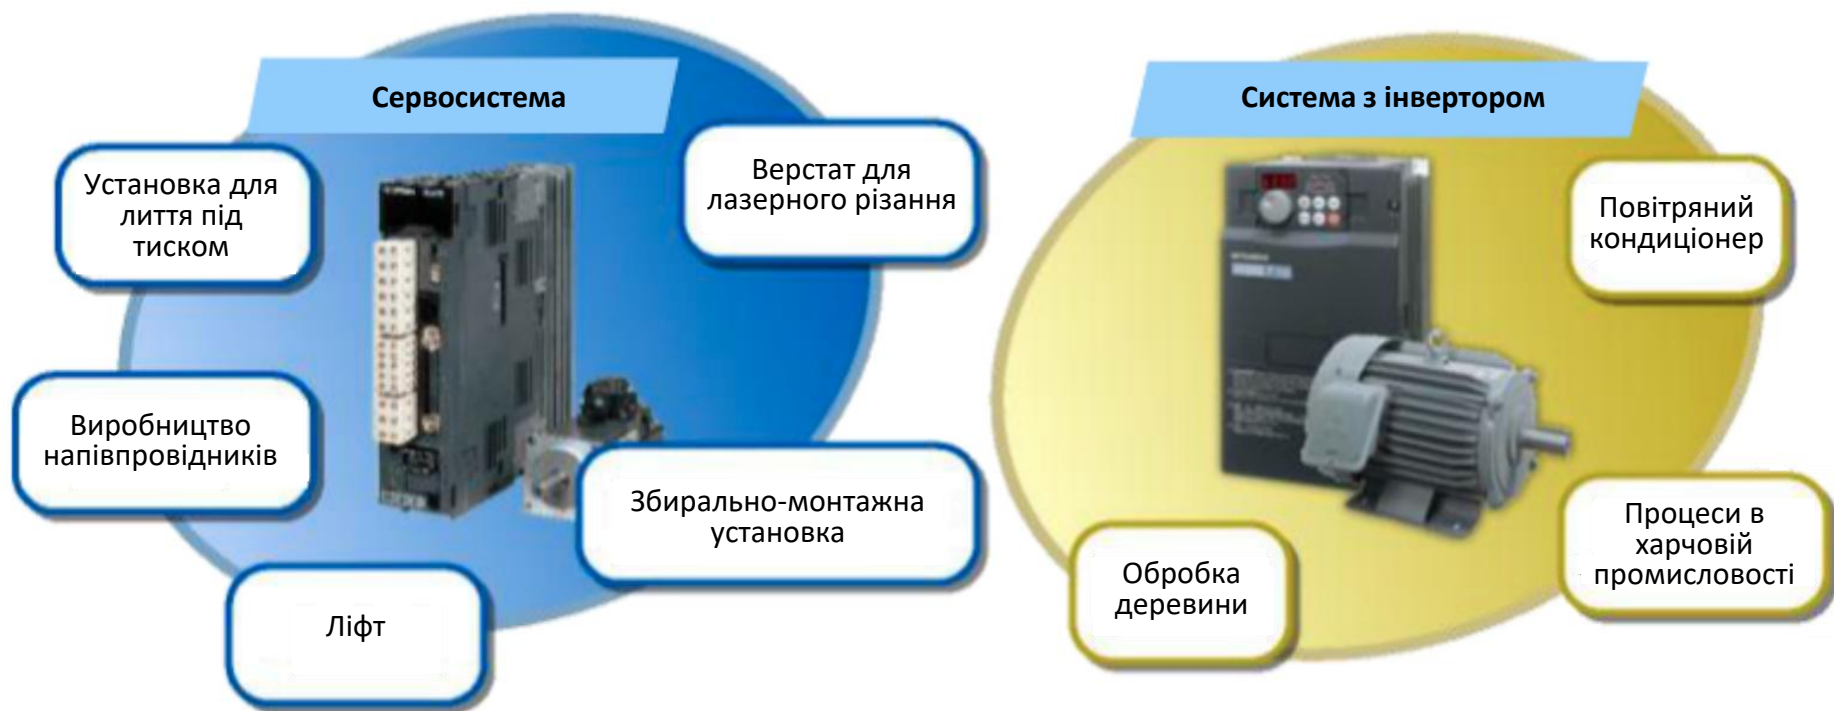 Сервосистема
Установка для
лиття під
тиском
Верстат для
лазерного різання
Виробництво
напівпровідників
Збирально-монтажна
установка
Ліфт
Система з інвертором
Повітряний
кондиціонер
Процеси в
харчовій
промисловості
Обробка
деревини